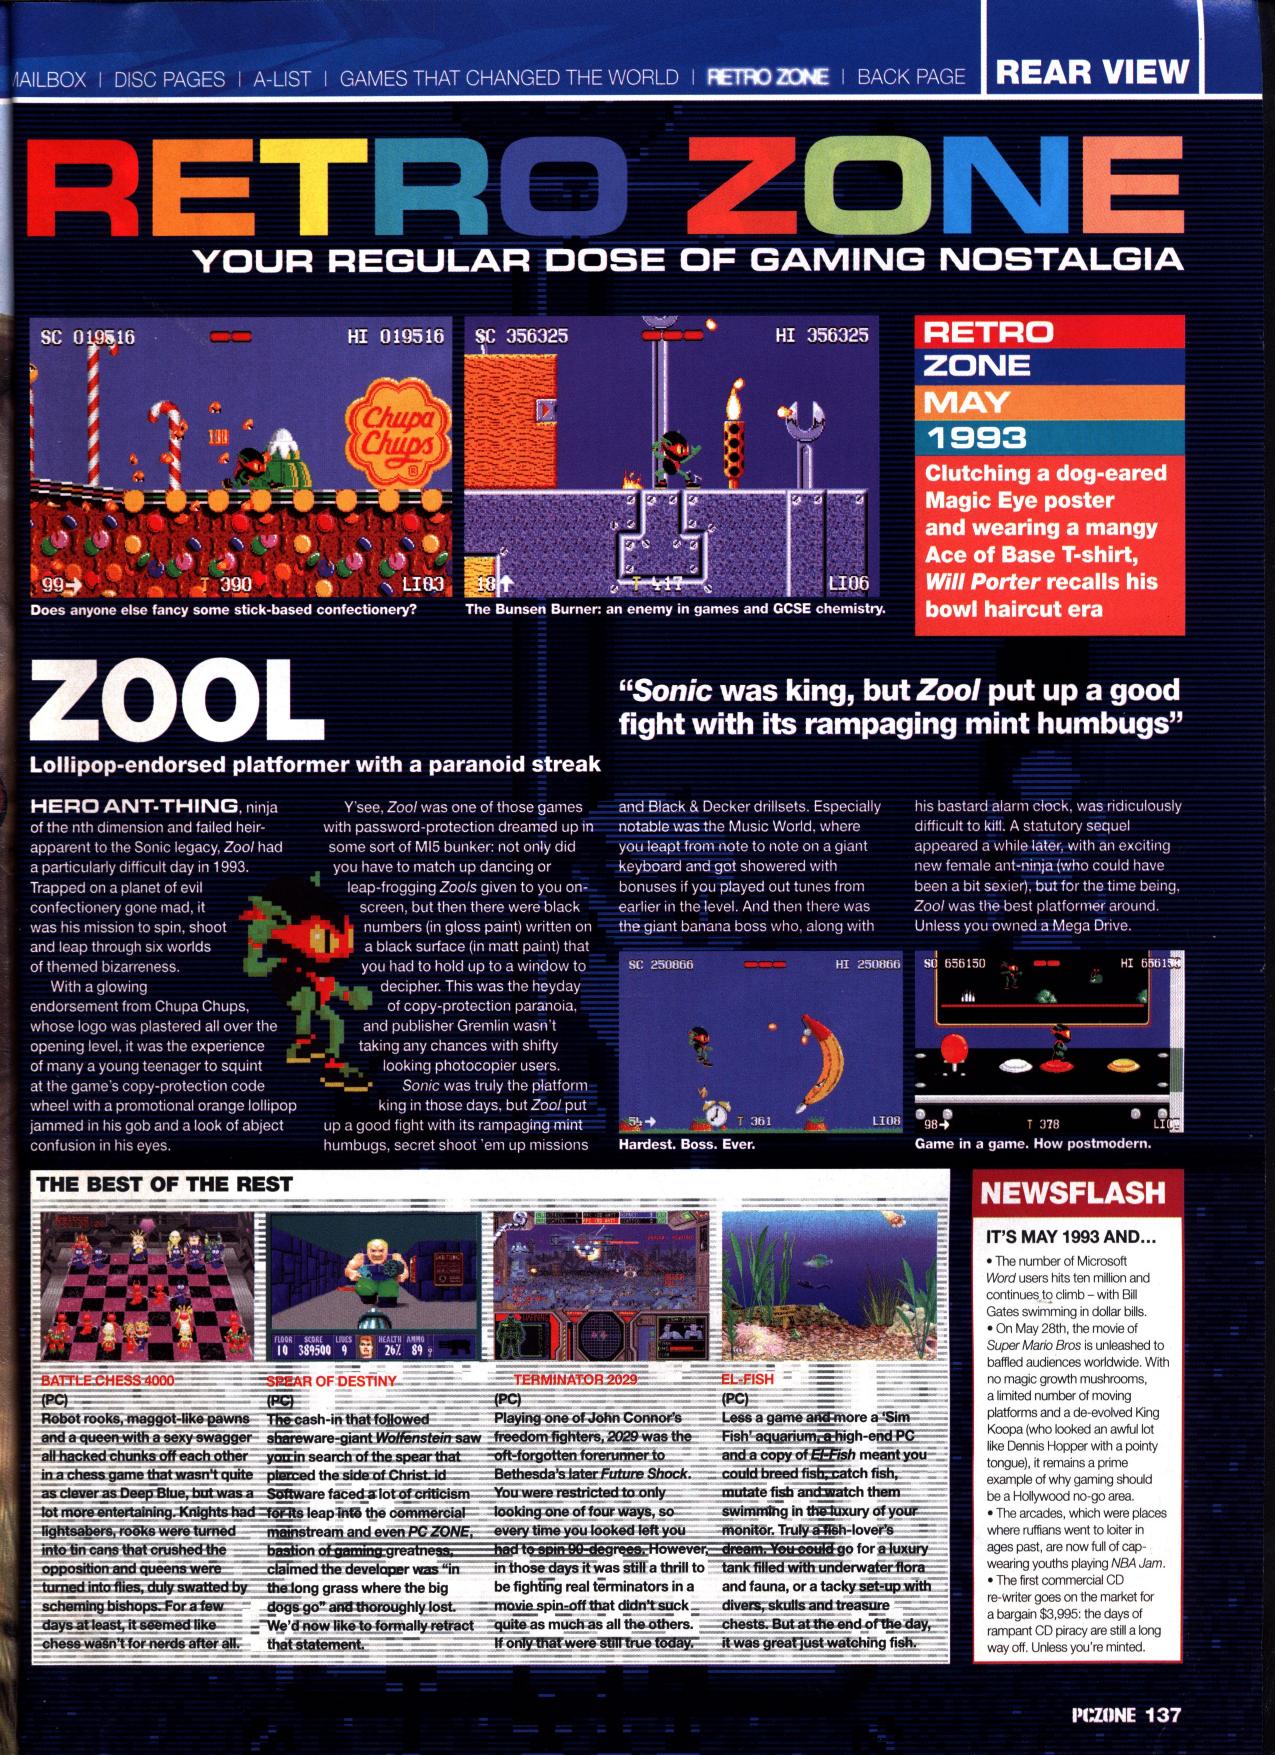 MAILBOX | DISC PAGES | A-LIST | GAMES THAT CHANGED THE WORLD | RETRO ZONE | BACK PAGE
REAR VIEW
RETRO ZONE
YOUR REGULAR DOSE OF GAMING NOSTALGIA
SC 019516
HI 019516
Chupa
Chups
99→
T 390
LI03
Does anyone else fancy some stick-based confectionery?
SC 356325
HI 356325
18↑
T 417
LI06
The Bunsen Burner: an enemy in games and GCSE chemistry.
RETRO
ZONE
MAY
1993
Clutching a dog-eared
Magic Eye poster
and wearing a mangy
Ace of Base T-shirt,
Will Porter recalls his
bowl haircut era
ZOOL
Lollipop-endorsed platformer with a paranoid streak
“Sonic was king, but Zool put up a good
fight with its rampaging mint humbugs”
HERO ANT-THING, ninja
of the nth dimension and failed heir-
apparent to the Sonic legacy, Zool had
a particularly difficult day in 1993.
Trapped on a planet of evil
confectionery gone mad, it
was his mission to spin, shoot
and leap through six worlds
of themed bizarreness.
With a glowing
endorsement from Chupa Chups,
whose logo was plastered all over the
opening level, it was the experience
of many a young teenager to squint
at the game's copy-protection code
wheel with a promotional orange lollipop
jammed in his gob and a look of abject
confusion in his eyes.
Y'see, Zool was one of those games
with password-protection dreamed up in
some sort of MI5 bunker: not only did
you have to match up dancing or
leap-frogging Zools given to you on-
screen, but then there were black
numbers (in gloss paint) written on
a black surface (in matt paint) that
you had to hold up to a window to
decipher. This was the heyday
of copy-protection paranoia,
and publisher Gremlin wasn't
taking any chances with shifty
looking photocopier users.
Sonic was truly the platform
king in those days, but Zool put
up a good fight with its rampaging mint
humbugs, secret shoot 'em up missions
and Black & Decker drillsets. Especially
notable was the Music World, where
you leapt from note to note on a giant
keyboard and got showered with
bonuses if you played out tunes from
earlier in the level. And then there was
the giant banana boss who, along with
his bastard alarm clock, was ridiculously
difficult to kill. A statutory sequel
appeared a while later, with an exciting
new female ant-ninja (who could have
been a bit sexier), but for the time being,
Zool was the best platformer around.
Unless you owned a Mega Drive.
SC 250866
HI 250866
54→
T 361
LI08
Hardest. Boss. Ever.
SC 656150
HI 65615
98→
T 378
Game in a game. How postmodern.
THE BEST OF THE REST
BATTLE CHESS 4000
(PC)
Robot rooks, maggot-like pawns
and a queen with a sexy swagger
all hacked chunks off each other
in a chess game that wasn't quite
as clever as Deep Blue, but was a
lot more entertaining. Knights had
lightsabers, rooks were turned
into tin cans that crushed the
opposition and queens were
turned into flies, duly swatted by
scheming bishops. For a few
days at least, it seemed like
chess wasn't for nerds after all.
FLOOR SCORE LIVES HEALTH AMMO
10 389500 9 26% 89
SPEAR OF DESTINY
(PC)
The cash-in that followed
shareware-giant Wolfenstein saw
you in search of the spear that
pierced the side of Christ. id
Software faced a lot of criticism
for its leap into the commercial
mainstream and even PC ZONE,
bastion of gaming greatness,
claimed the developer was “in
the long grass where the big
dogs go” and thoroughly lost.
We'd now like to formally retract
that statement.
TERMINATOR 2029
(PC)
Playing one of John Connor's
freedom fighters, 2029 was the
oft-forgotten forerunner to
Bethesda's later Future Shock.
You were restricted to only
looking one of four ways, so
every time you looked left you
had to spin 90-degrees. However,
in those days it was still a thrill to
be fighting real terminators in a
movie spin-off that didn't suck
quite as much as all the others.
If only that were still true today.
EL-FISH
(PC)
Less a game and more a ‘Sim
Fish’ aquarium, a high-end PC
and a copy of El-Fish meant you
could breed fish, catch fish,
mutate fish and watch them
swimming in the luxury of your
monitor. Truly a fish-lover's
dream. You could go for a luxury
tank filled with underwater flora
and fauna, or a tacky set-up with
divers, skulls and treasure
chests. But at the end of the day,
it was great just watching fish.
NEWSFLASH
IT'S MAY 1993 AND...
• The number of Microsoft
Word users hits ten million and
continues to climb – with Bill
Gates swimming in dollar bills.
• On May 28th, the movie of
Super Mario Bros is unleashed to
baffled audiences worldwide. With
no magic growth mushrooms,
a limited number of moving
platforms and a de-evolved King
Koopa (who looked an awful lot
like Dennis Hopper with a pointy
tongue), it remains a prime
example of why gaming should
be a Hollywood no-go area.
• The arcades, which were places
where ruffians went to loiter in
ages past, are now full of cap-
wearing youths playing NBA Jam.
• The first commercial CD
re-writer goes on the market for
a bargain $3,995: the days of
rampant CD piracy are still a long
way off. Unless you're minted.
PCZONE 137